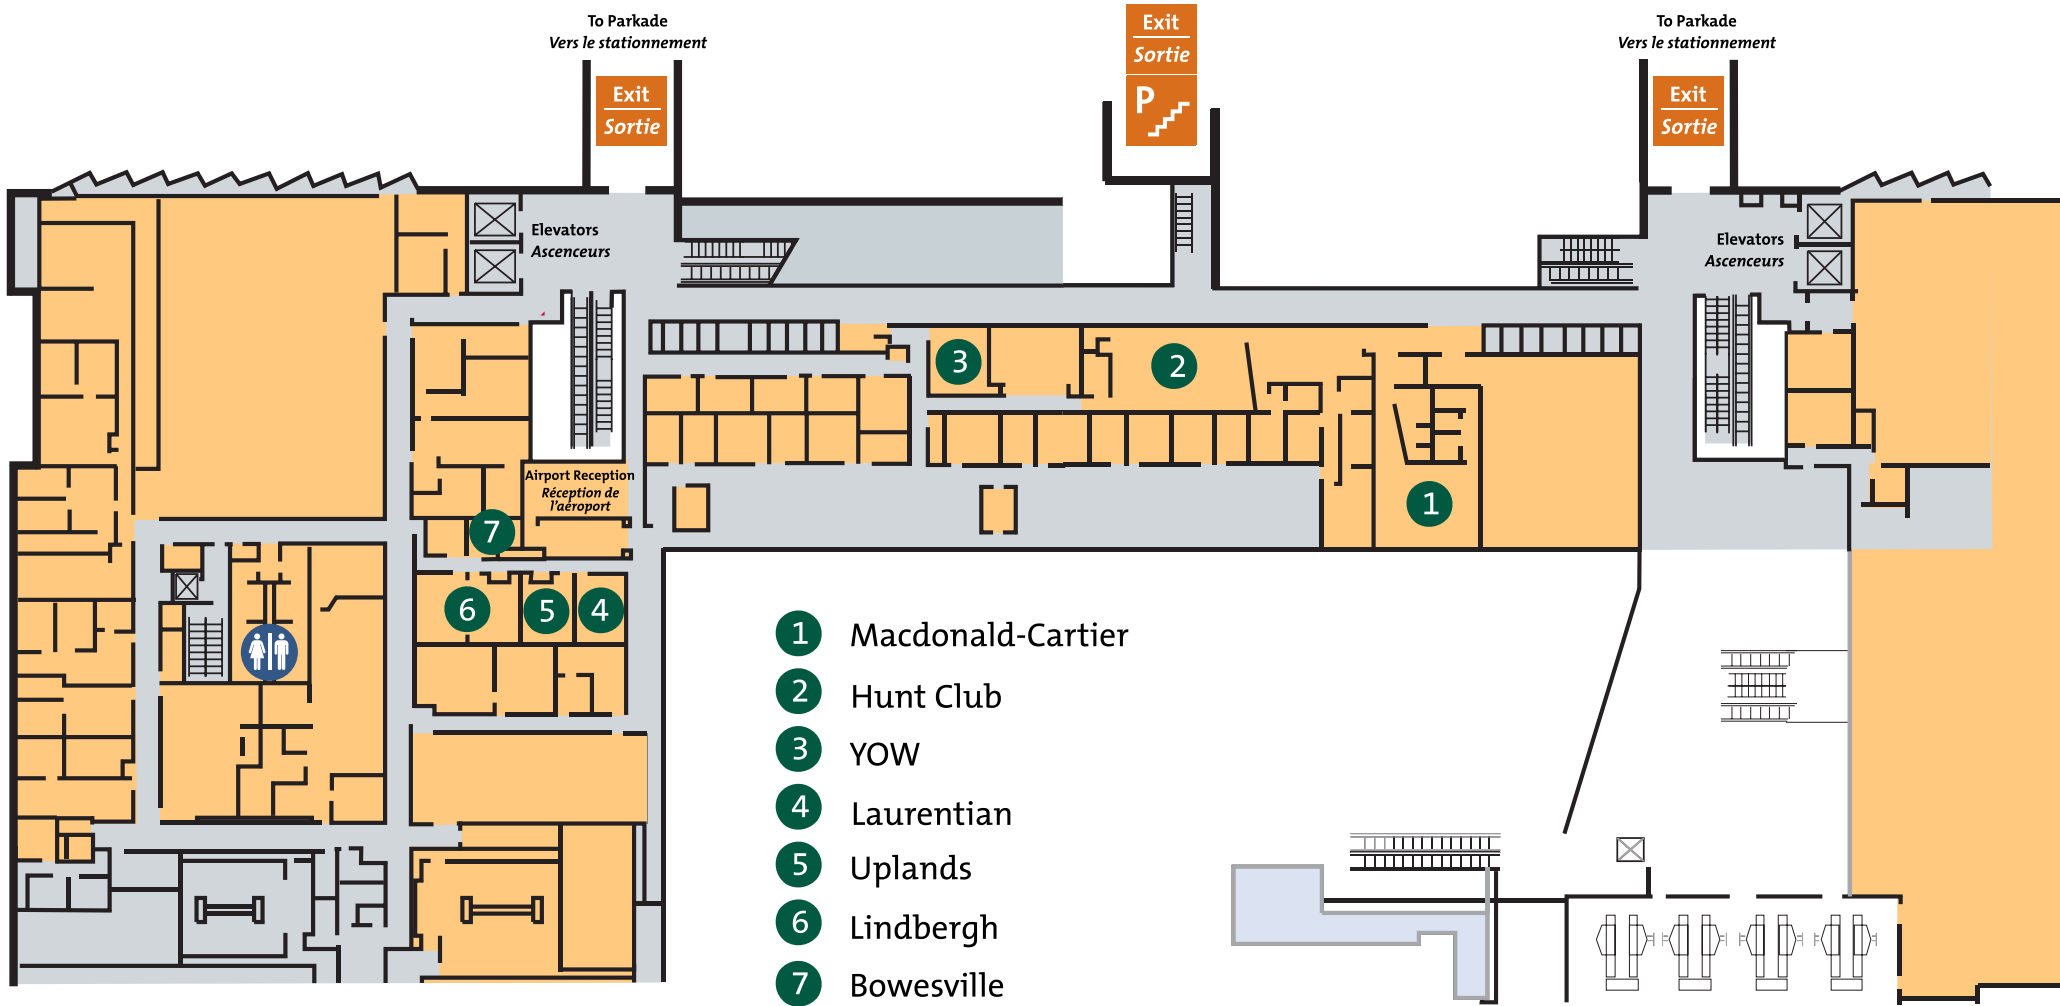 To Parkade
Vers le stationnement
Exit
Sortie
Exit
Sortie
P
To Parkade
Vers le stationnement
Exit
Sortie
Elevators
Ascenceurs
Elevators
Ascenceurs
3
2
Airport Reception
Réception de
l'aéroport
7
1
6
5
4
1 Macdonald-Cartier
2 Hunt Club
3 YOW
4 Laurentian
5 Uplands
6 Lindbergh
7 Bowesville